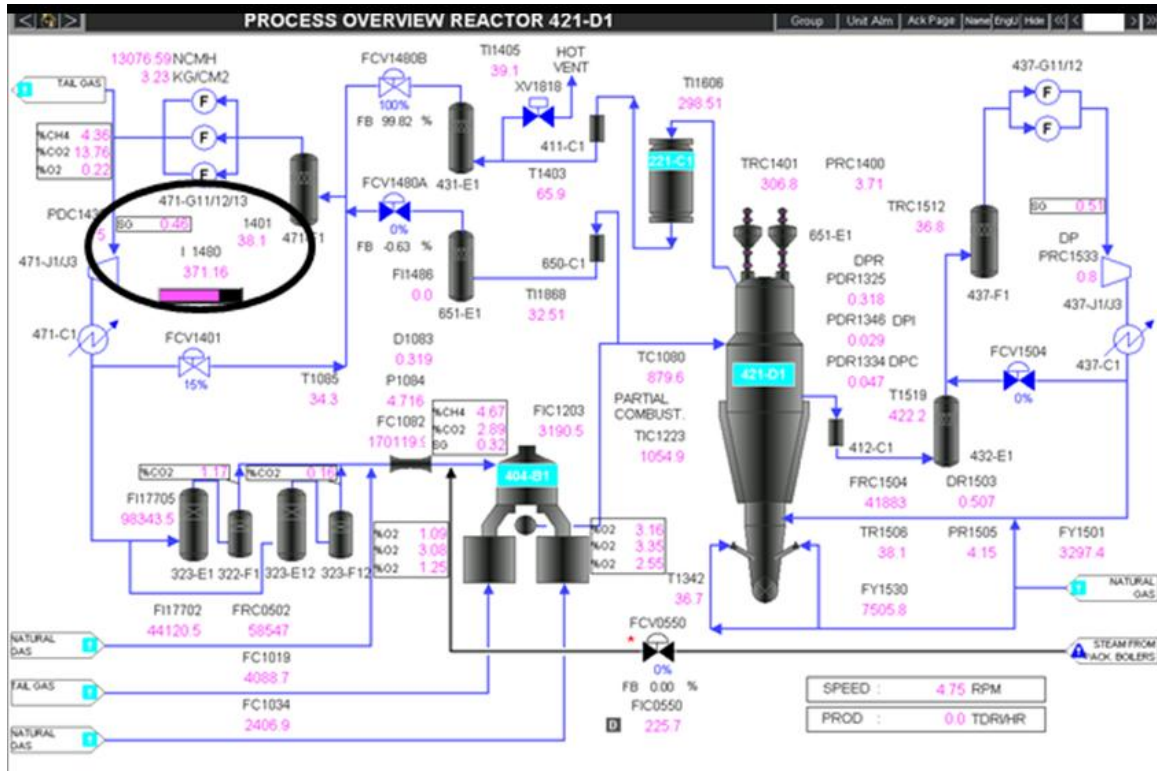 PROCESS OVERVIEW REACTOR 421-D1
Group
Unit Alm
Ack Page
Name
EngU
Hide
13076.59 NCMH
3.23 KG/CM2
TAIL GAS
%CH4 4.36
%CO2 13.76
%O2 0.22
F
F
F
471-G11/12/13
SG 0.46
1401
38.1
I 1480
371.16
5
471-J1/J3
471-C1
FCV1401
15%
FCV1480B
100%
FB 99.82 %
431-E1
FCV1480A
0%
FB -0.63 %
FI1486
0.0
651-E1
TI1405
39.1
HOT
VENT
XV1818
411-C1
T1403
65.9
650-C1
TI1868
32.51
TI1606
298.51
221-C1
TRC1401
306.8
PRC1400
3.71
651-E1
DPR
PDR1325
0.318
PDR1346 DPI
0.029
PDR1334 DPC
0.047
421-D1
TC1080
879.6
PARTIAL
COMBUST.
TIC1223
1054.9
TRC1512
36.8
437-F1
437-G11/12
F
F
SG 0.51
DP
PRC1533
0.8
437-J1/J3
437-C1
FCV1504
0%
T1519
422.2
432-E1
412-C1
FRC1504
41883
DR1503
0.507
TR1506
38.1
PR1505
4.15
FY1501
3297.4
FY1530
7505.8
NATURAL
GAS
STEAM FROM
PACK. BOILERS
T1085
34.3
D1083
0.319
P1084
4.716
FC1082
%CH4 4.67
%CO2 2.89
SG 0.32
FIC1203
3190.5
404-B1
%CO2 1.17
%CO2 0.16
FI17705
98343.5
323-E1
322-F1
323-E12
323-F12
%O2 1.09
%O2 3.08
%O2 1.25
%O2 3.16
%O2 3.35
%O2 2.55
T1342
36.7
FI17702
44120.5
FRC0502
58547
NATURAL
GAS
FC1019
4088.7
TAIL GAS
FC1034
2406.9
NATURAL
GAS
FCV0550
*
0%
FB 0.00 %
FIC0550
D 225.7
SPEED : 4.75 RPM
PROD : 0.0 TDRI/HR